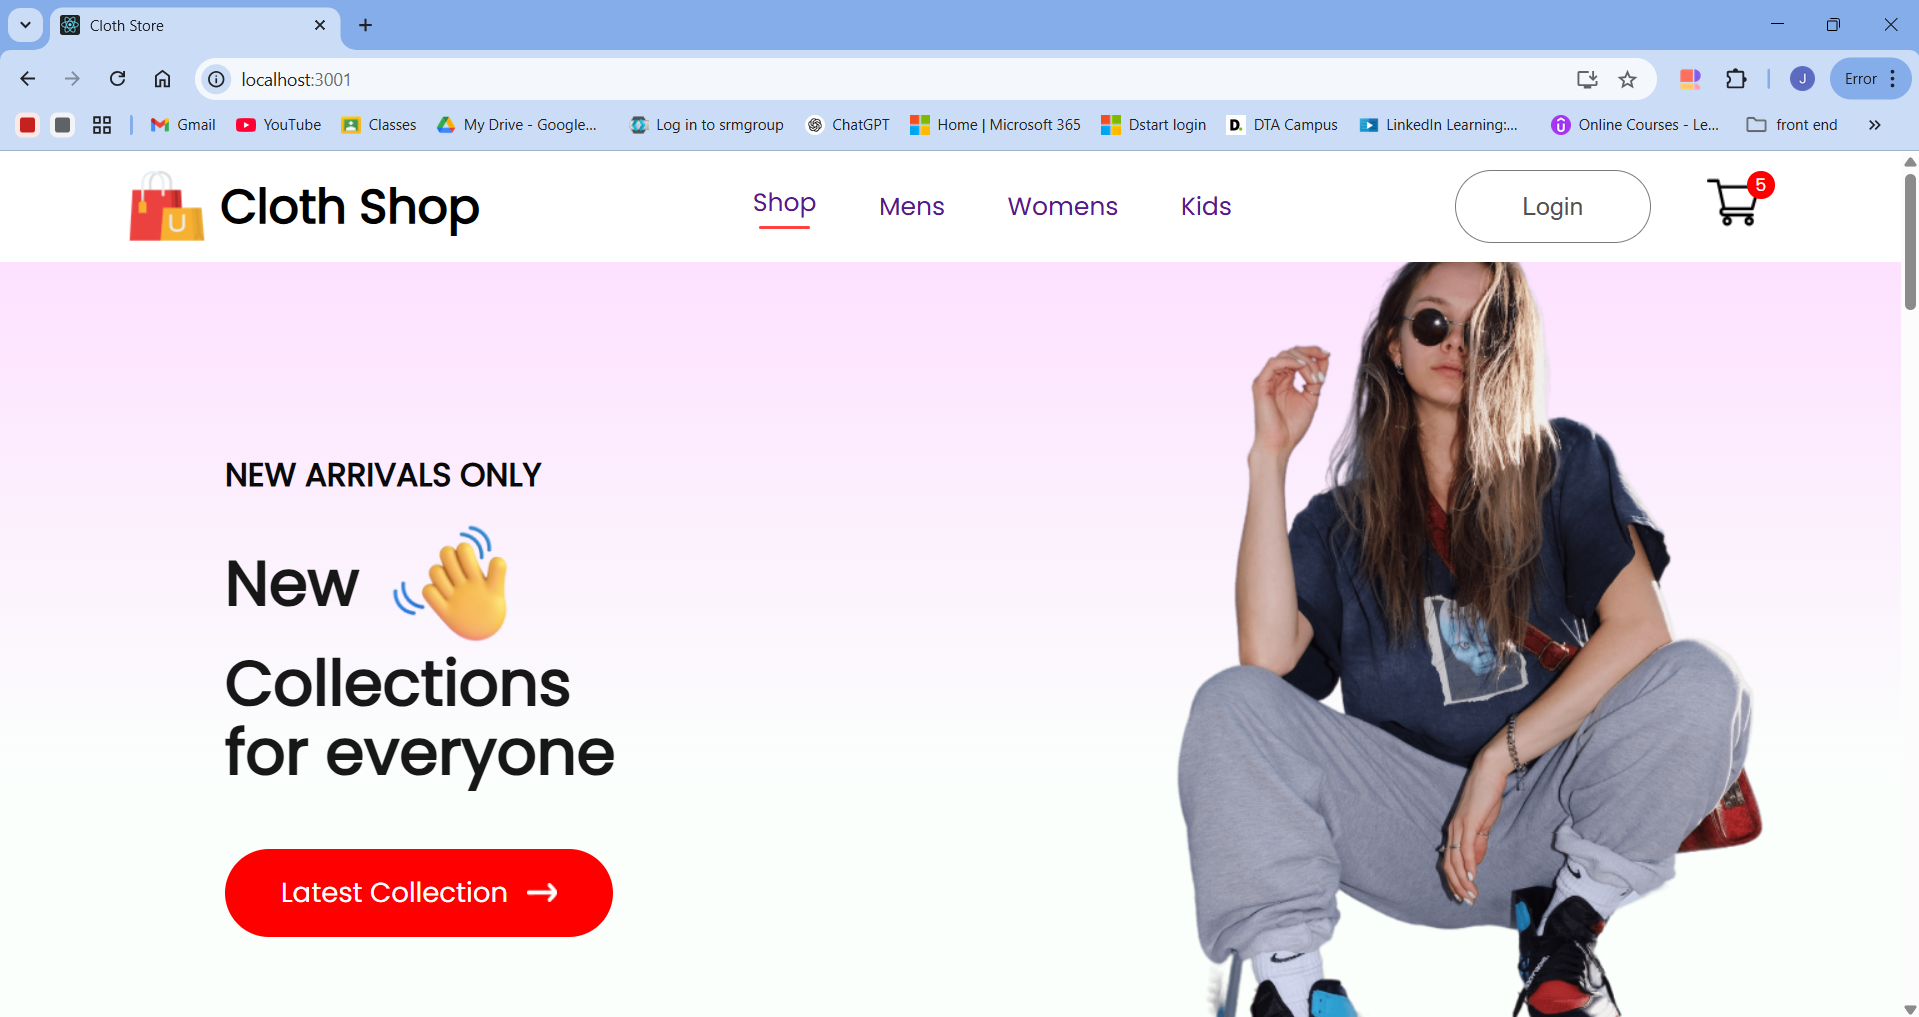 Cloth Store
localhost:3001
J
Error
Gmail
YouTube
Classes
My Drive - Google...
Log in to srmgroup
ChatGPT
Home | Microsoft 365
Dstart login
D.
DTA Campus
LinkedIn Learning:...
Online Courses - Le...
front end
U
Cloth Shop
Shop
Mens
Womens
Kids
Login
5
NEW ARRIVALS ONLY
New
Collections
for everyone
Latest Collection